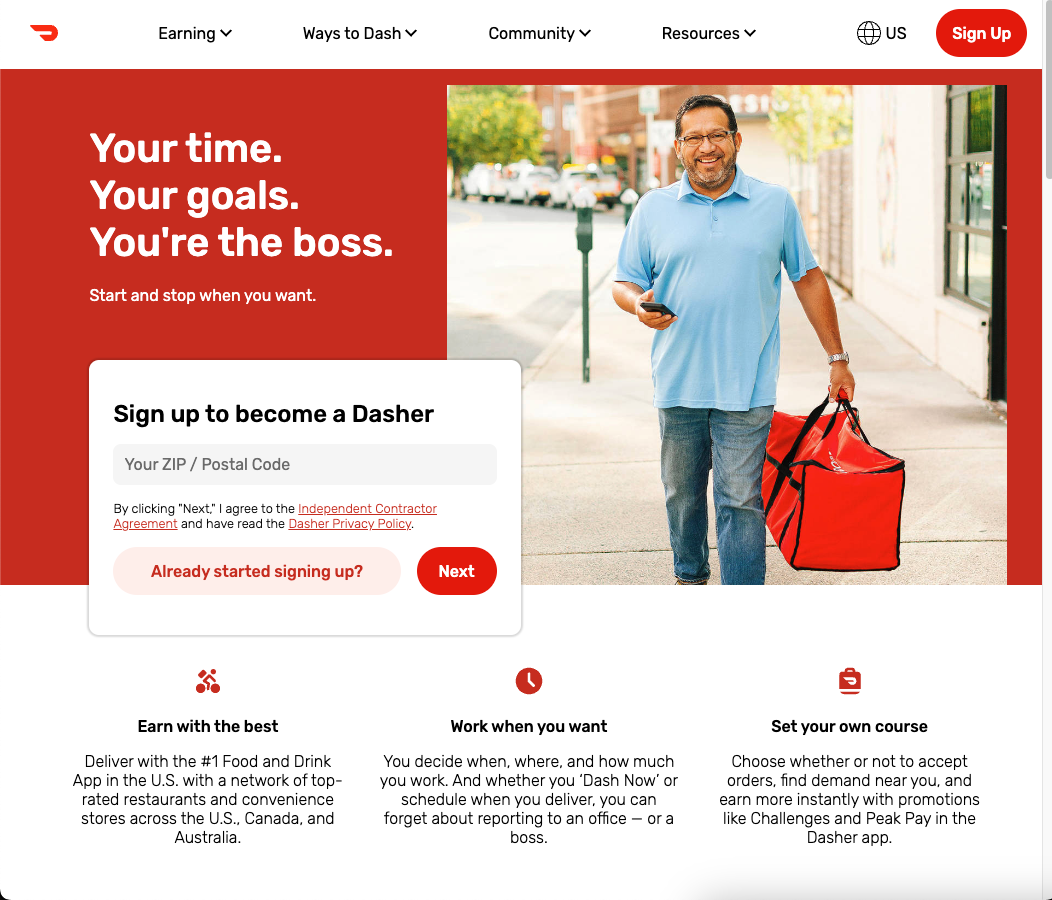 Earning
Ways to Dash
Community
Resources
US
Sign Up
Your time.
Your goals.
You're the boss.
Start and stop when you want.
Sign up to become a Dasher
Your ZIP / Postal Code
By clicking "Next," I agree to the Independent Contractor
Agreement and have read the Dasher Privacy Policy.
Already started signing up?
Next
Earn with the best
Deliver with the #1 Food and Drink
App in the U.S. with a network of top-
rated restaurants and convenience
stores across the U.S., Canada, and
Australia.
Work when you want
You decide when, where, and how much
you work. And whether you ‘Dash Now’ or
schedule when you deliver, you can
forget about reporting to an office — or a
boss.
Set your own course
Choose whether or not to accept
orders, find demand near you, and
earn more instantly with promotions
like Challenges and Peak Pay in the
Dasher app.